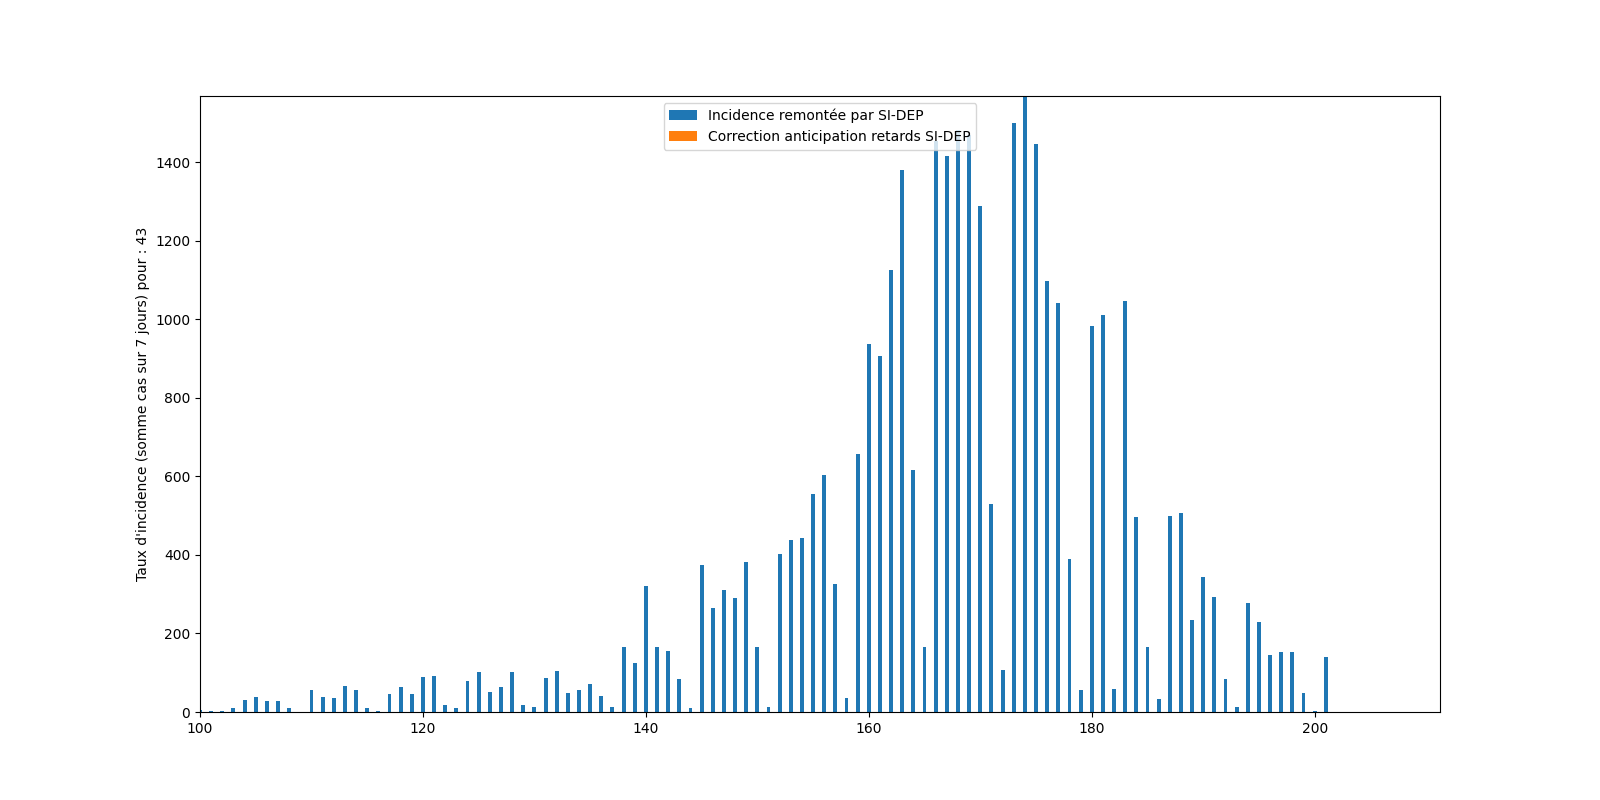 Incidence remontée par SI-DEP
Correction anticipation retards SI-DEP
Taux d'incidence (somme cas sur 7 jours) pour : 43
1400
1200
1000
800
600
400
200
0
100 120 140 160 180 200